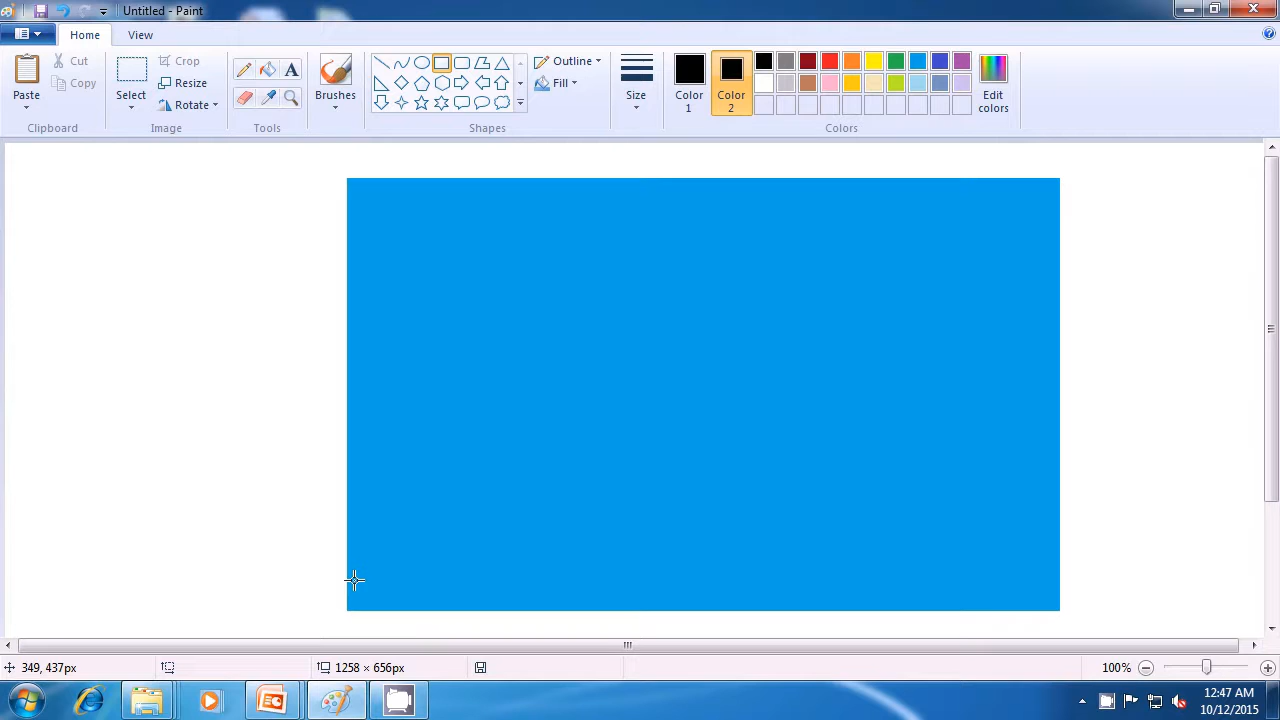 Untitled - Paint
Home View
Paste
Cut
Copy
Clipboard
Select
Crop
Resize
Rotate
Image
A
Tools
Brushes
Outline
Fill
Shapes
Size
Color
1
Color
2
Edit
colors
Colors
349, 437px
1258 × 656px
100%
12:47 AM
10/12/2015